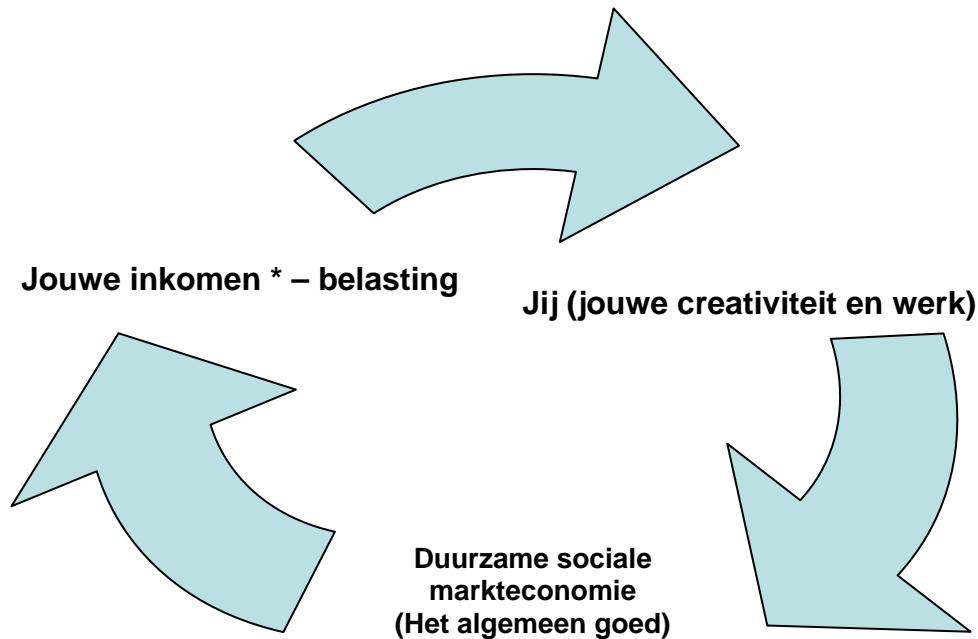 Jouwe inkomen * – belasting
Jij (jouwe creativiteit en werk)
Duurzame sociale
markteconomie
(Het algemeen goed)